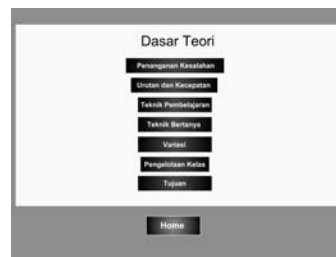 Dasar Teori
Penanganan Kesalahan
Urutan dan Kecepatan
Teknik Pembelajaran
Teknik Bertanya
Variasi
Pengelolaan Kelas
Tujuan
Home